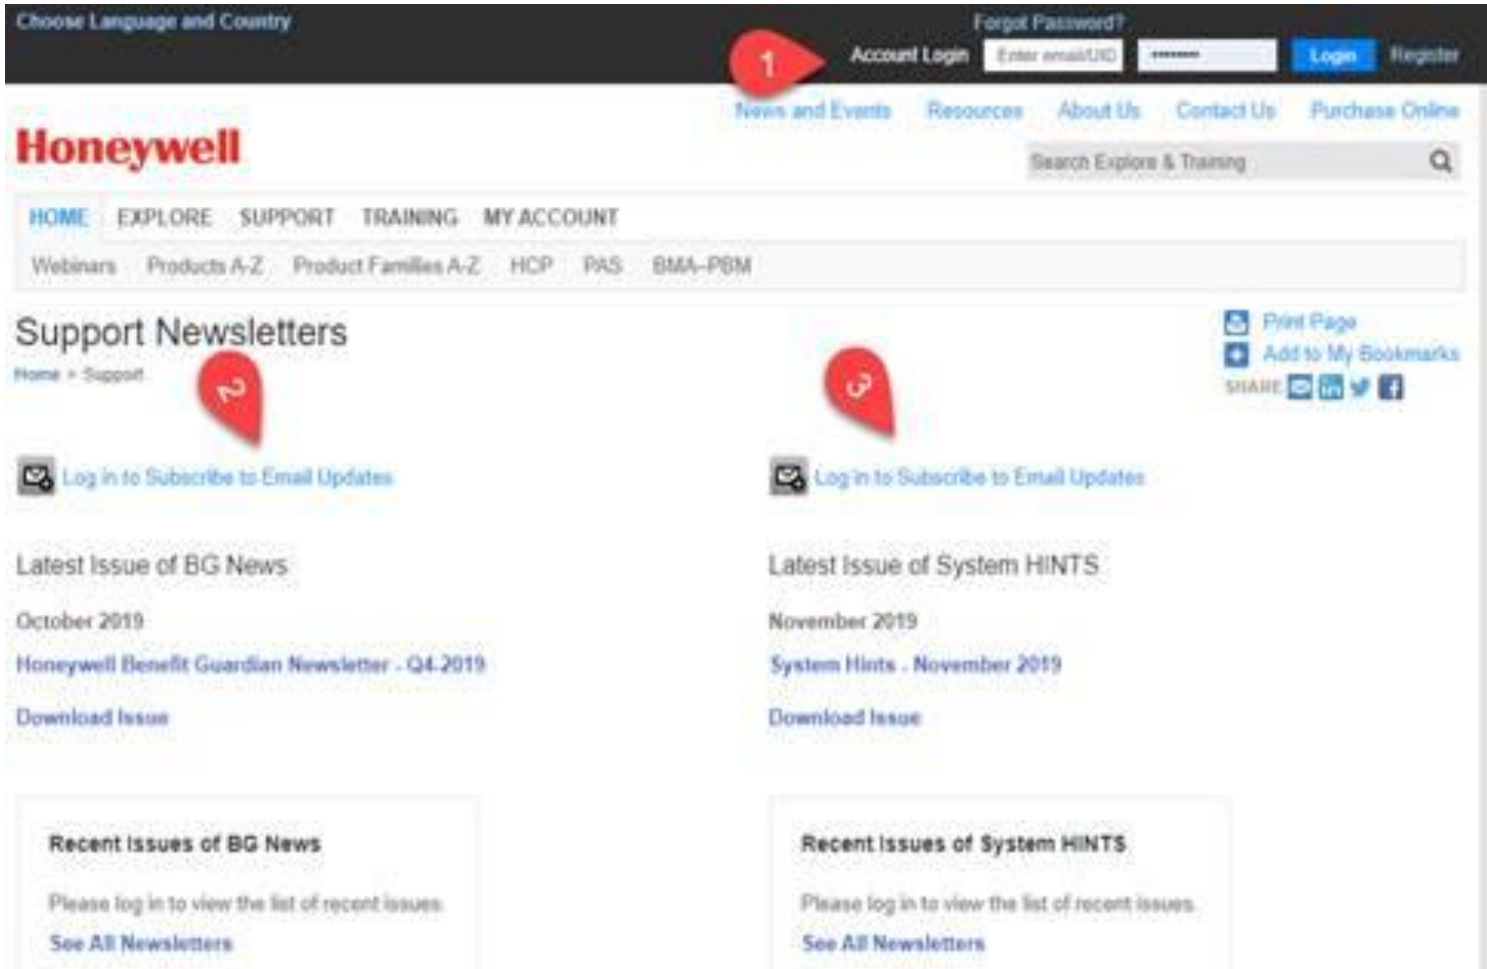 Choose Language and Country
Forgot Password?
1
Account Login Enter email/UID •••••••• Login Register
News and Events Resources About Us Contact Us Purchase Online
Honeywell
Search Explore & Training
HOME EXPLORE SUPPORT TRAINING MY ACCOUNT
Webinars Products A-Z Product Families A-Z HCP PAS BMA–PBM
Support Newsletters
Print Page
Add to My Bookmarks
Home > Support
SHARE
2
3
Log in to Subscribe to Email Updates
Log in to Subscribe to Email Updates
Latest Issue of BG News
October 2019
Honeywell Benefit Guardian Newsletter - Q4-2019
Download Issue
Latest Issue of System HINTS
November 2019
System Hints - November 2019
Download Issue
Recent Issues of BG News
Please log in to view the list of recent issues.
See All Newsletters
Recent Issues of System HINTS
Please log in to view the list of recent issues.
See All Newsletters